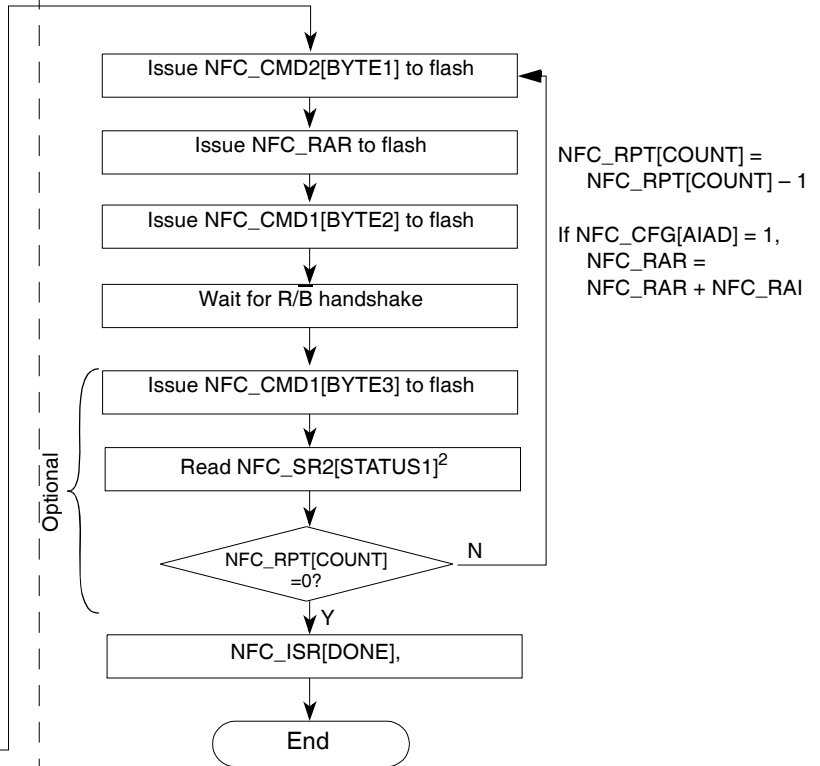 Issue NFC_CMD2[BYTE1] to flash
Issue NFC_RAR to flash
Issue NFC_CMD1[BYTE2] to flash
Wait for R/B̅ handshake
Issue NFC_CMD1[BYTE3] to flash
Read NFC_SR2[STATUS1]²
Optional
NFC_RPT[COUNT]
=0?
N
Y
NFC_ISR[DONE],
End
NFC_RPT[COUNT] =
NFC_RPT[COUNT] – 1
If NFC_CFG[AIAD] = 1,
NFC_RAR =
NFC_RAR + NFC_RAI